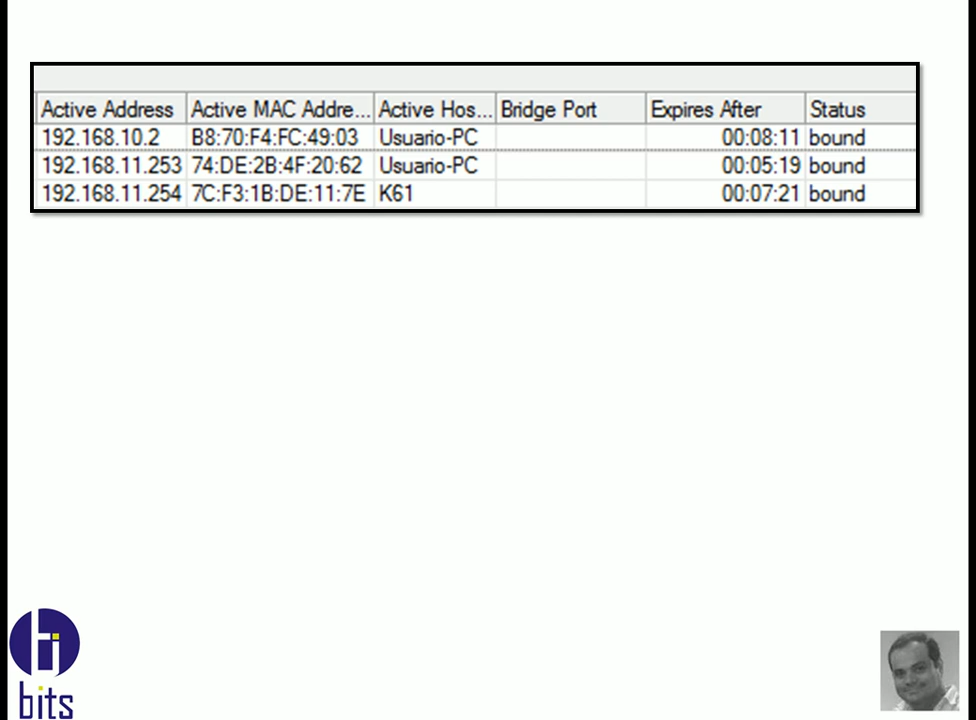 Active Address Active MAC Addre... Active Hos... Bridge Port Expires After Status
192.168.10.2 B8:70:F4:FC:49:03 Usuario-PC 00:08:11 bound
192.168.11.253 74:DE:2B:4F:20:62 Usuario-PC 00:05:19 bound
192.168.11.254 7C:F3:1B:DE:11:7E K61 00:07:21 bound
bits